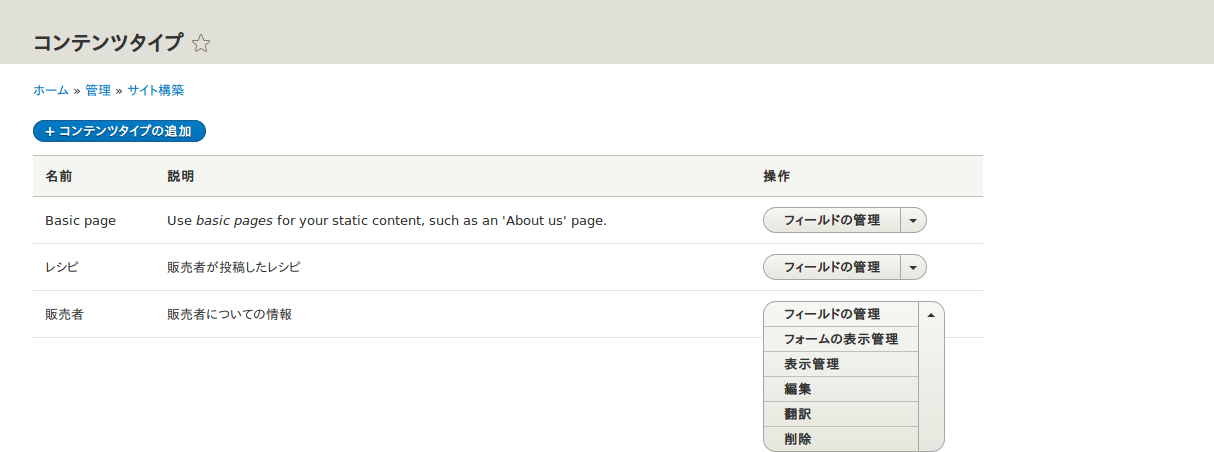 コンテンツタイプ
ホーム » 管理 » サイト構築
+ コンテンツタイプの追加
名前 説明 操作
Basic page Use basic pages for your static content, such as an 'About us' page. フィールドの管理
レシピ 販売者が投稿したレシピ フィールドの管理
販売者 販売者についての情報 フィールドの管理
フォームの表示管理
表示管理
編集
翻訳
削除